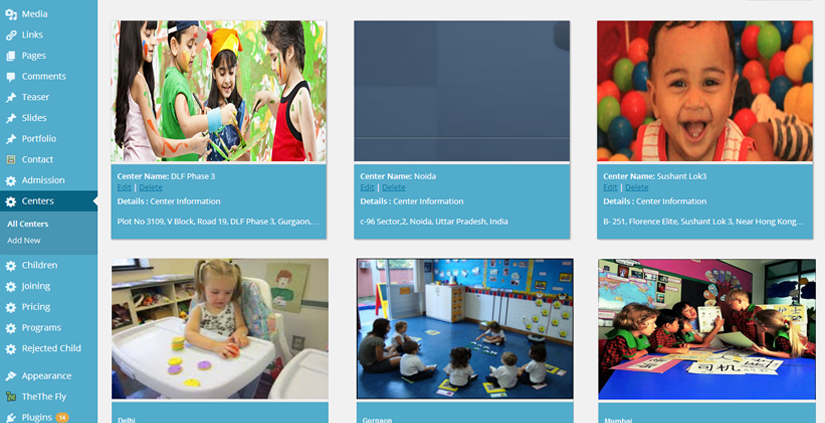 Media
Links
Pages
Comments
Teaser
Slides
Portfolio
Contact
Admission
Centers
All Centers
Add New
Children
Joining
Pricing
Programs
Rejected Child
Appearance
TheThe Fly
Plugins 14
Center Name: DLF Phase 3
Edit | Delete
Details : Center Information
Plot No 3109, V Block, Road 19, DLF Phase 3, Gurgaon,...
Center Name: Noida
Edit | Delete
Details : Center Information
c-96 Sector,2, Noida, Uttar Pradesh, India
Center Name: Sushant Lok3
Edit | Delete
Details : Center Information
B- 251, Florence Elite, Sushant Lok 3, Near Hong Kong...
司机
Delhi
Gurgaon
Mumbai